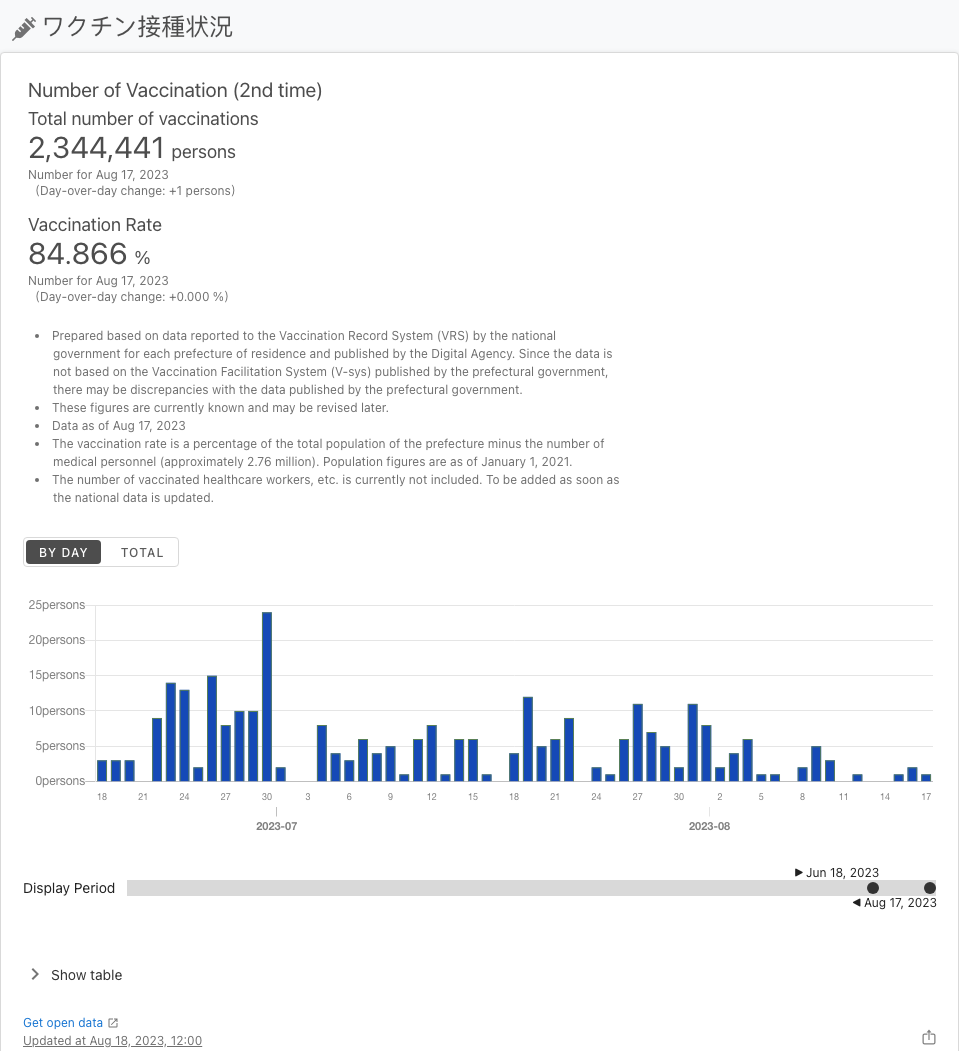 ワクチン接種状況
Number of Vaccination (2nd time)
Total number of vaccinations
2,344,441 persons
Number for Aug 17, 2023
(Day-over-day change: +1 persons)
Vaccination Rate
84.866 %
Number for Aug 17, 2023
(Day-over-day change: +0.000 %)
• Prepared based on data reported to the Vaccination Record System (VRS) by the national
government for each prefecture of residence and published by the Digital Agency. Since the data is
not based on the Vaccination Facilitation System (V-sys) published by the prefectural government,
there may be discrepancies with the data published by the prefectural government.
• These figures are currently known and may be revised later.
• Data as of Aug 17, 2023
• The vaccination rate is a percentage of the total population of the prefecture minus the number of
medical personnel (approximately 2.76 million). Population figures are as of January 1, 2021.
• The number of vaccinated healthcare workers, etc. is currently not included. To be added as soon as
the national data is updated.
BY DAY TOTAL
25persons
20persons
15persons
10persons
5persons
0persons
18 21 24 27 30 3 6 9 12 15 18 21 24 27 30 2 5 8 11 14 17
2023-07 2023-08
Jun 18, 2023
Display Period
Aug 17, 2023
Show table
Get open data
Updated at Aug 18, 2023, 12:00